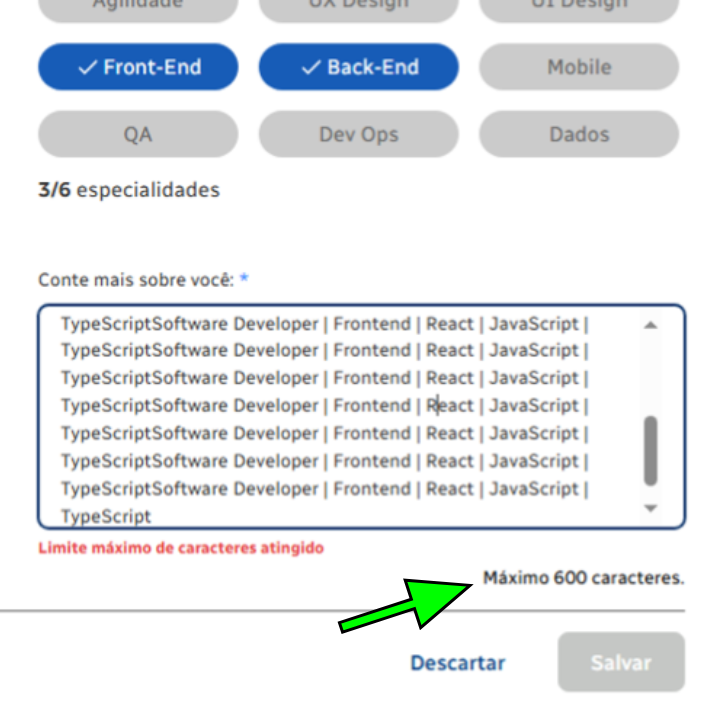 Agilidade UX Design UI Design
Front-End Back-End Mobile
QA Dev Ops Dados
3/6 especialidades
Conte mais sobre você: *
TypeScriptSoftware Developer | Frontend | React | JavaScript |
TypeScriptSoftware Developer | Frontend | React | JavaScript |
TypeScriptSoftware Developer | Frontend | React | JavaScript |
TypeScriptSoftware Developer | Frontend | React | JavaScript |
TypeScriptSoftware Developer | Frontend | React | JavaScript |
TypeScriptSoftware Developer | Frontend | React | JavaScript |
TypeScriptSoftware Developer | Frontend | React | JavaScript |
TypeScript
Limite máximo de caracteres atingido
Máximo 600 caracteres.
Descartar Salvar